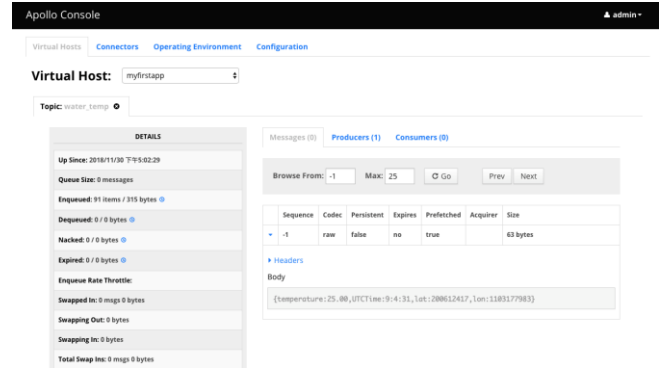 Apollo Console
admin
Virtual Hosts Connectors Operating Environment Configuration
Virtual Host: myfirstapp
Topic: water_temp
DETAILS
Up Since: 2018/11/30 下午5:02:29
Queue Size: 0 messages
Enqueued: 91 items / 315 bytes
Dequeued: 0 / 0 bytes
Nacked: 0 / 0 bytes
Expired: 0 / 0 bytes
Enqueue Rate Throttle:
Swapped In: 0 msgs 0 bytes
Swapping Out: 0 bytes
Swapping In: 0 bytes
Total Swap Ins: 0 msgs 0 bytes
Messages (0) Producers (1) Consumers (0)
Browse From: -1 Max: 25 Go Prev Next
Sequence Codec Persistent Expires Prefetched Acquirer Size
-1 raw false no true 63 bytes
Headers
Body
{temperature:25.00,UTCTime:9:4:31,lat:200612417,lon:1103177983}